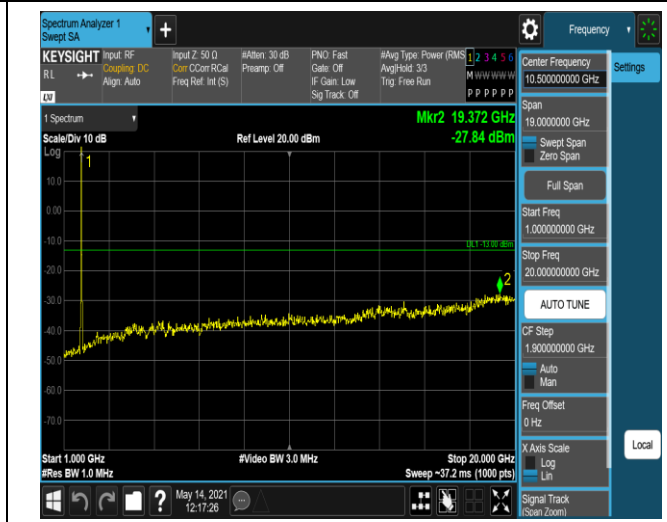 Spectrum Analyzer 1
Swept SA
Frequency
KEYSIGHT
RL
Input: RF
Coupling: DC
Align: Auto
Input Z: 50 Ω
Corr CCorr RCal
Freq Ref: Int (S)
#Atten: 30 dB
Preamp: Off
PNO: Fast
Gate: Off
IF Gain: Low
Sig Track: Off
#Avg Type: Power (RMS
Avg|Hold: 3/3
Trig: Free Run
1 2 3 4 5 6
M W W W W W
P P P P P P
Center Frequency
10.500000000 GHz
Settings
LXI
1 Spectrum
Scale/Div 10 dB
Log
Ref Level 20.00 dBm
Mkr2 19.372 GHz
-27.84 dBm
Span
19.0000000 GHz
Swept Span
Zero Span
Full Span
1
10.0
0.00
-10.0
-20.0
-30.0
-40.0
-50.0
-60.0
-70.0
DL1 -13.00 dBm
2
Start Freq
1.000000000 GHz
Stop Freq
20.000000000 GHz
AUTO TUNE
CF Step
1.900000000 GHz
Auto
Man
Freq Offset
0 Hz
X Axis Scale
Log
Lin
Local
Signal Track
(Span Zoom)
Start 1.000 GHz
#Res BW 1.0 MHz
#Video BW 3.0 MHz
Stop 20.000 GHz
Sweep ~37.2 ms (1000 pts)
?
May 14, 2021
12:17:26